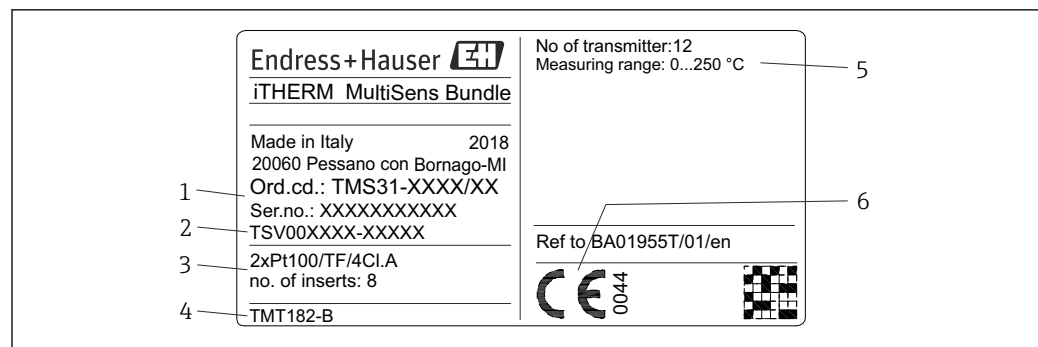 Endress+Hauser EH
iTHERM MultiSens Bundle
Made in Italy 2018
20060 Pessano con Bornago-MI
Ord.cd.: TMS31-XXXX/XX
Ser.no.: XXXXXXXXXXX
TSV00XXXX-XXXXX
2xPt100/TF/4Cl.A
no. of inserts: 8
TMT182-B
No of transmitter:12
Measuring range: 0...250 °C
Ref to BA01955T/01/en
CE 0044
1
2
3
4
5
6